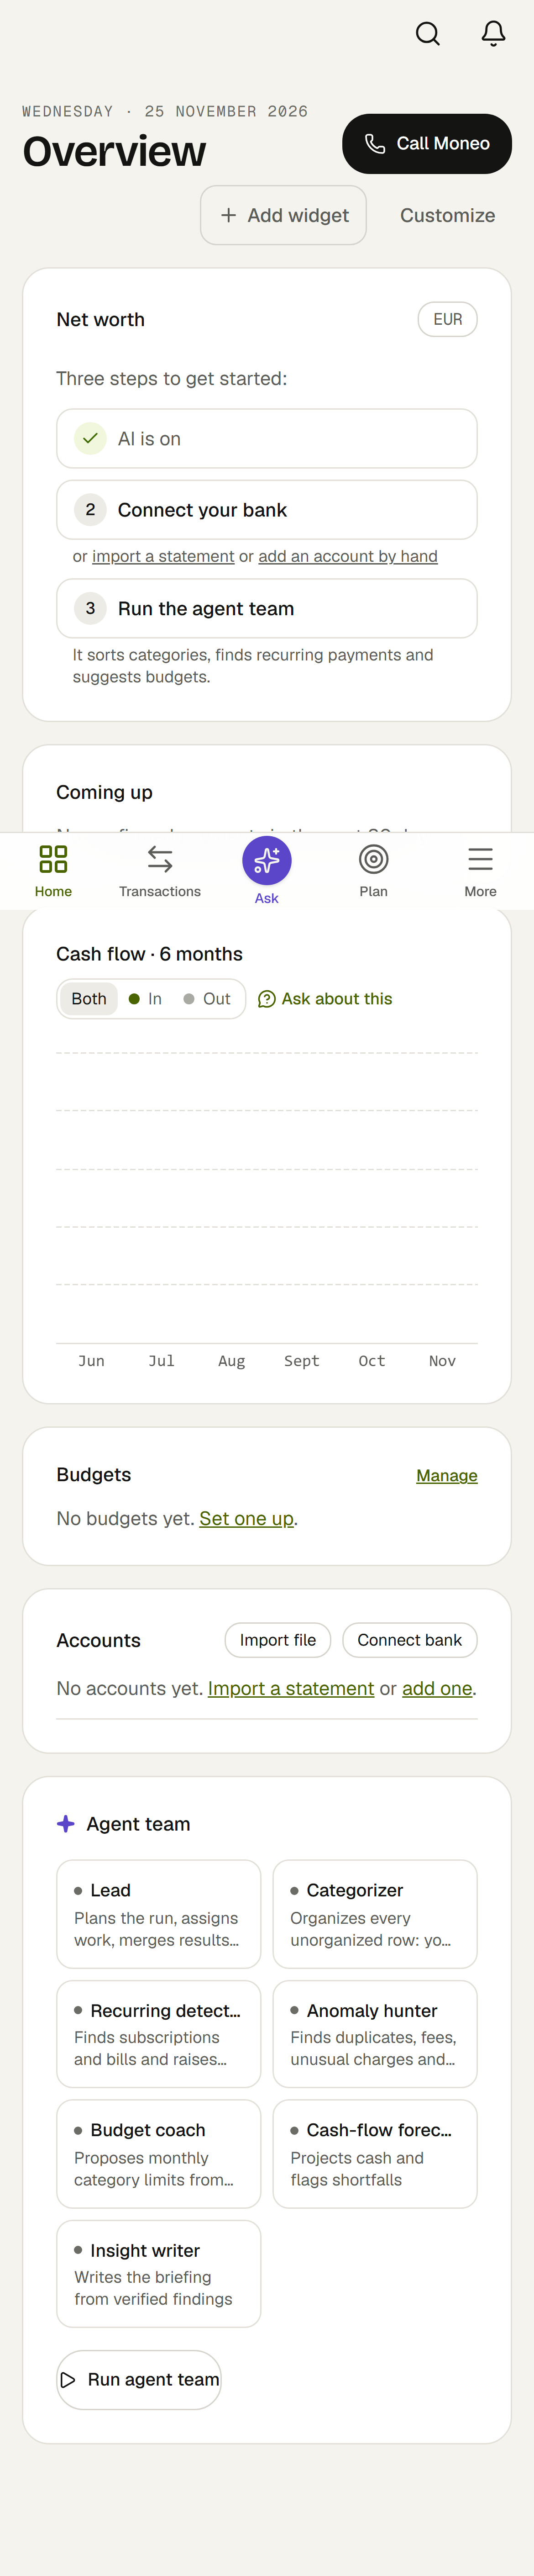 WEDNESDAY · 25 NOVEMBER 2026
Overview
Call Moneo
Add widget
Customize
Net worth
EUR
Three steps to get started:
AI is on
2 Connect your bank
or import a statement or add an account by hand
3 Run the agent team
It sorts categories, finds recurring payments and
suggests budgets.
Coming up
Home
Transactions
Ask
Plan
More
Cash flow · 6 months
Both
In
Out
Ask about this
Jun Jul Aug Sept Oct Nov
Budgets
Manage
No budgets yet. Set one up.
Accounts
Import file
Connect bank
No accounts yet. Import a statement or add one.
Agent team
Lead
Plans the run, assigns
work, merges results...
Categorizer
Organizes every
unorganized row: yo...
Recurring detect...
Finds subscriptions
and bills and raises...
Anomaly hunter
Finds duplicates, fees,
unusual charges and...
Budget coach
Proposes monthly
category limits from...
Cash-flow forec...
Projects cash and
flags shortfalls
Insight writer
Writes the briefing
from verified findings
Run agent team